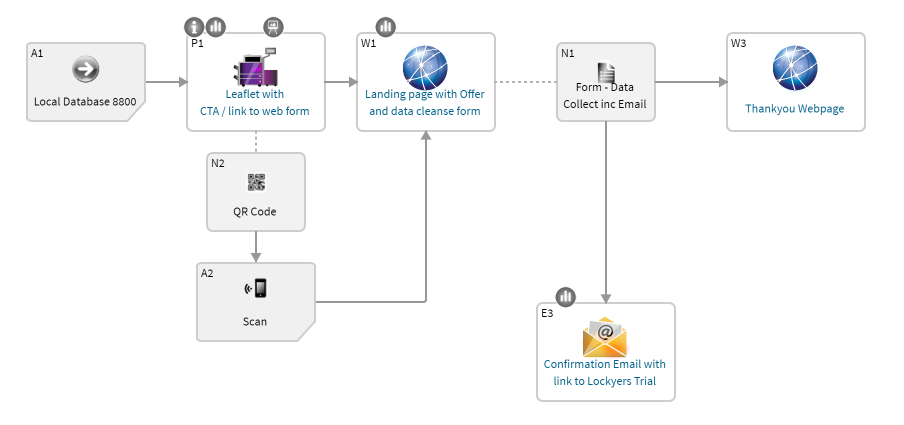 A1
Local Database 8800
P1
Leaflet with
CTA / link to web form
W1
Landing page with Offer
and data cleanse form
N1
Form - Data
Collect inc Email
W3
Thankyou Webpage
N2
QR Code
A2
Scan
E3
Confirmation Email with
link to Lockyers Trial